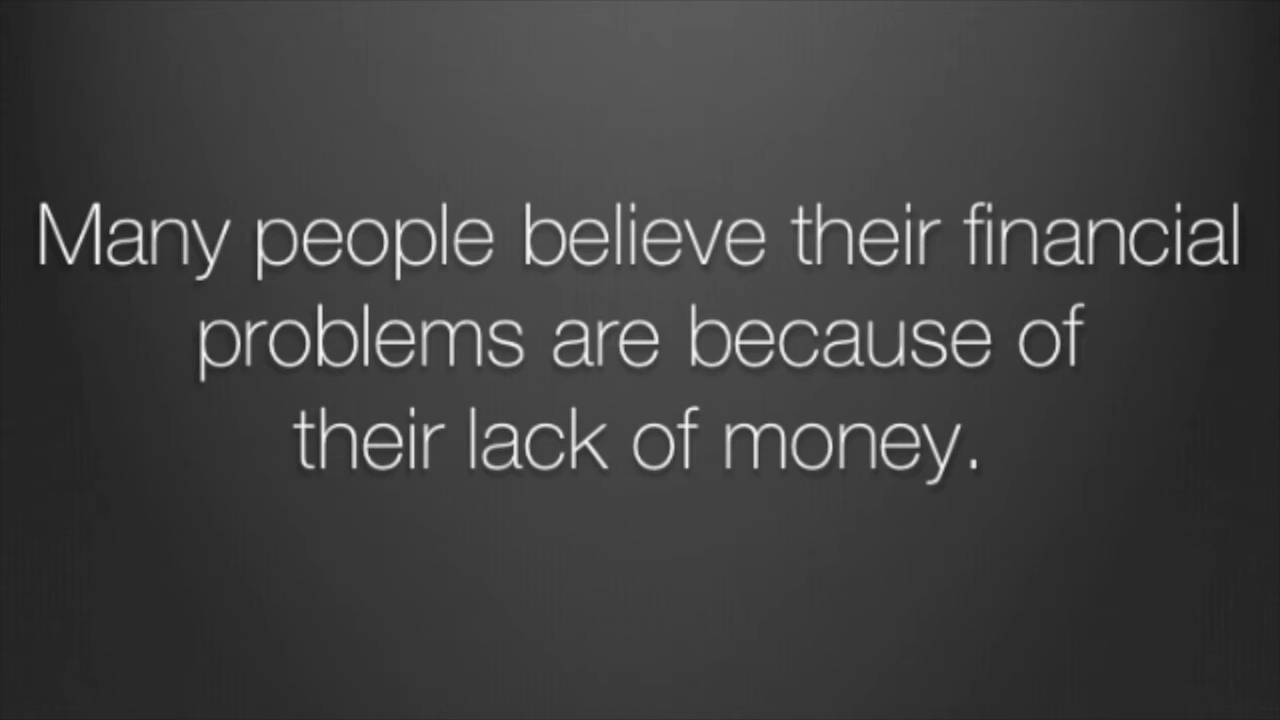 Many people believe their financial
problems are because of
their lack of money.